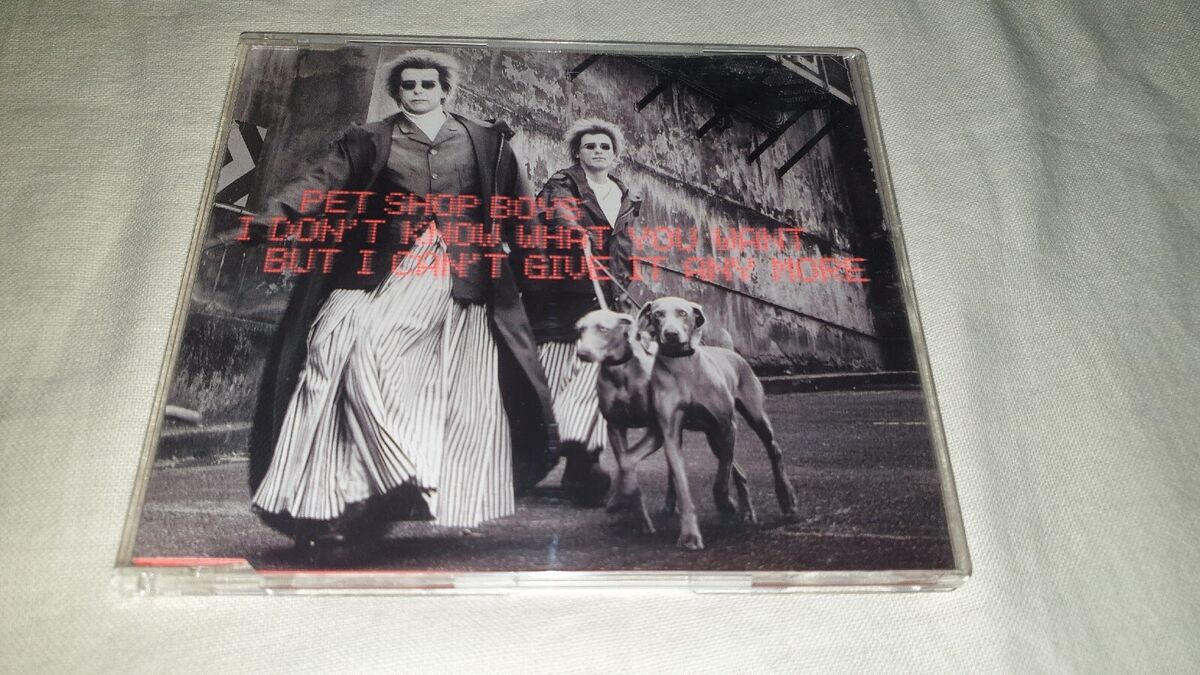 PET SHOP BOYS
I DON'T KNOW WHAT YOU WANT
BUT I CAN'T GIVE IT ANY MORE